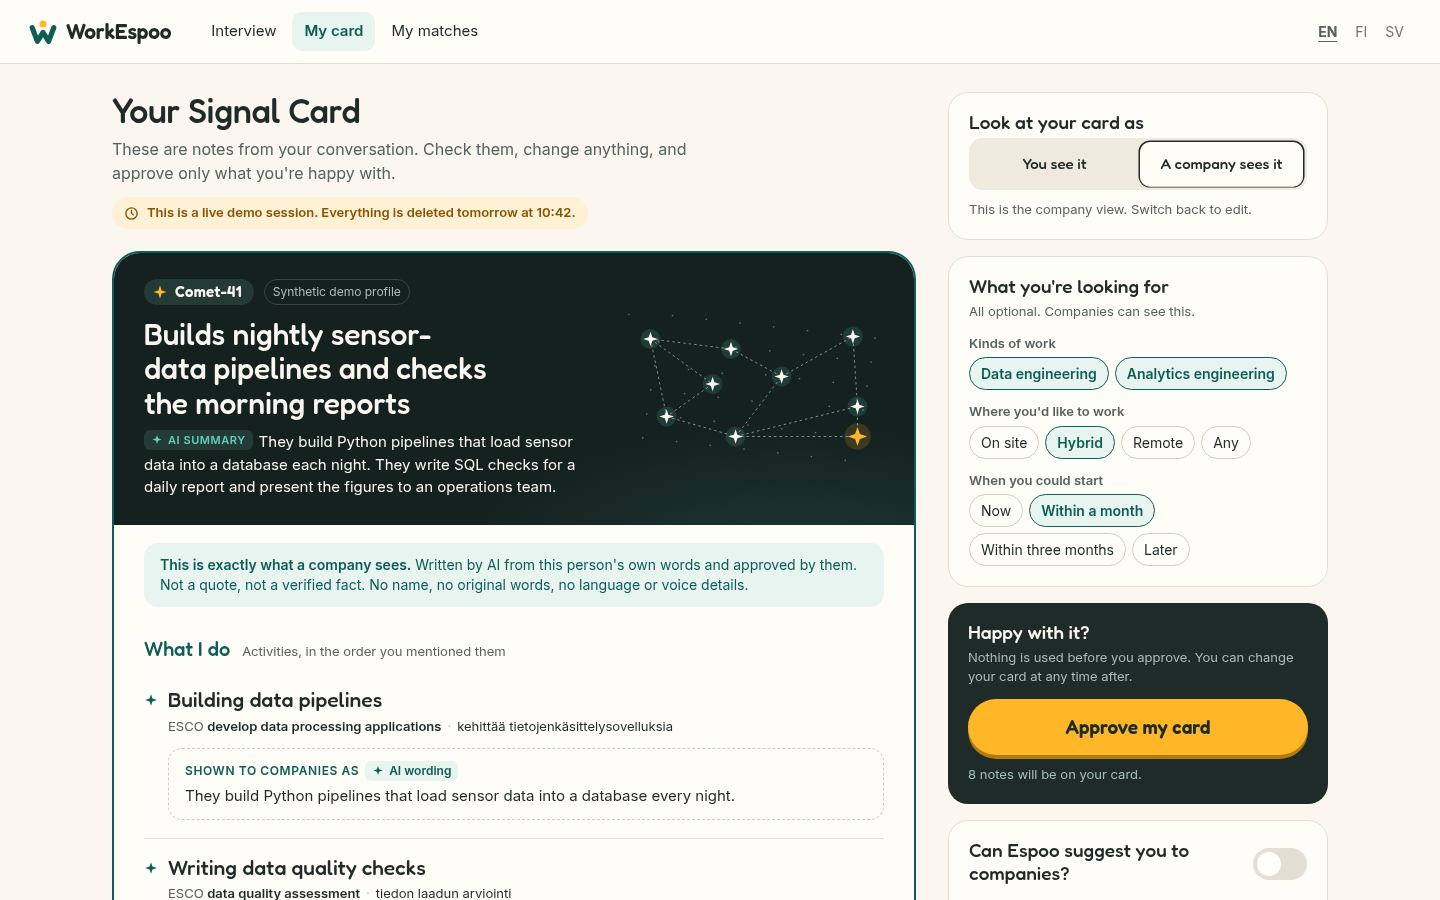 WorkEspoo
Interview
My card
My matches
EN
FI
SV
Your Signal Card
These are notes from your conversation. Check them, change anything, and
approve only what you're happy with.
This is a live demo session. Everything is deleted tomorrow at 10:42.
Comet-41
Synthetic demo profile
Builds nightly sensor-
data pipelines and checks
the morning reports
AI SUMMARY They build Python pipelines that load sensor
data into a database each night. They write SQL checks for a
daily report and present the figures to an operations team.
This is exactly what a company sees. Written by AI from this person's own words and approved by them.
Not a quote, not a verified fact. No name, no original words, no language or voice details.
What I do
Activities, in the order you mentioned them
Building data pipelines
ESCO develop data processing applications · kehittää tietojenkäsittelysovelluksia
SHOWN TO COMPANIES AS
AI wording
They build Python pipelines that load sensor data into a database every night.
Writing data quality checks
ESCO data quality assessment · tiedon laadun arviointi
Look at your card as
You see it
A company sees it
This is the company view. Switch back to edit.
What you're looking for
All optional. Companies can see this.
Kinds of work
Data engineering
Analytics engineering
Where you'd like to work
On site
Hybrid
Remote
Any
When you could start
Now
Within a month
Within three months
Later
Happy with it?
Nothing is used before you approve. You can change
your card at any time after.
Approve my card
8 notes will be on your card.
Can Espoo suggest you to
companies?